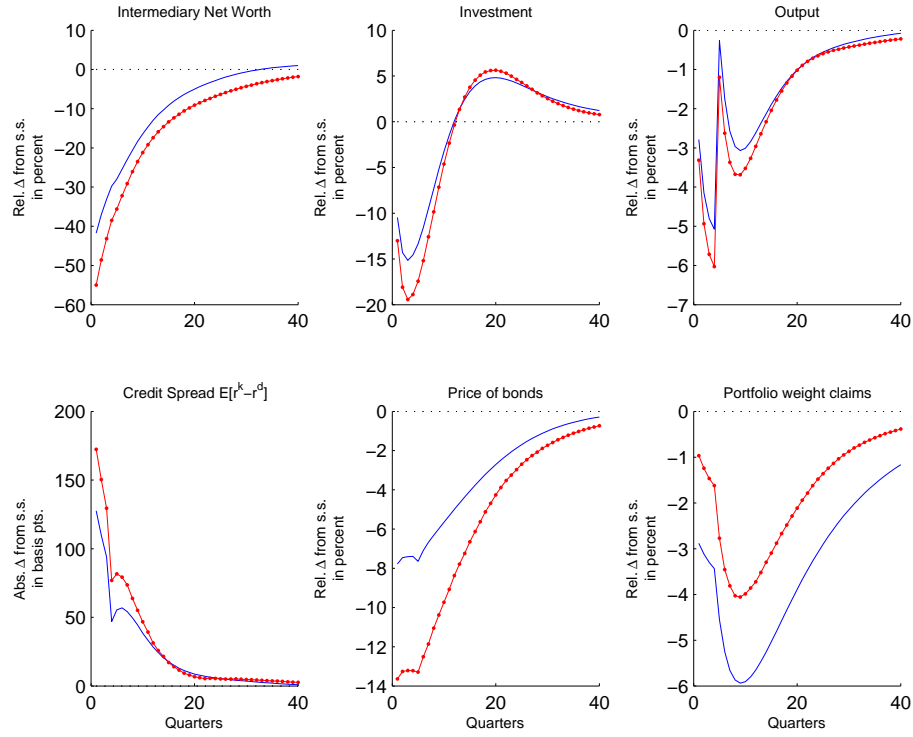 Intermediary Net Worth
Rel. Δ from s.s.
in percent
10
0
−10
−20
−30
−40
−50
−60
0
20
40
Investment
Rel. Δ from s.s.
in percent
10
5
0
−5
−10
−15
−20
0
20
40
Output
Rel. Δ from s.s.
in percent
0
−1
−2
−3
−4
−5
−6
−7
0
20
40
Credit Spread E[r^k−r^d]
Abs. Δ from s.s.
in basis pts.
200
150
100
50
0
0
20
40
Quarters
Price of bonds
Rel. Δ from s.s.
in percent
0
−2
−4
−6
−8
−10
−12
−14
0
20
40
Quarters
Portfolio weight claims
Rel. Δ from s.s.
in percent
0
−1
−2
−3
−4
−5
−6
0
20
40
Quarters